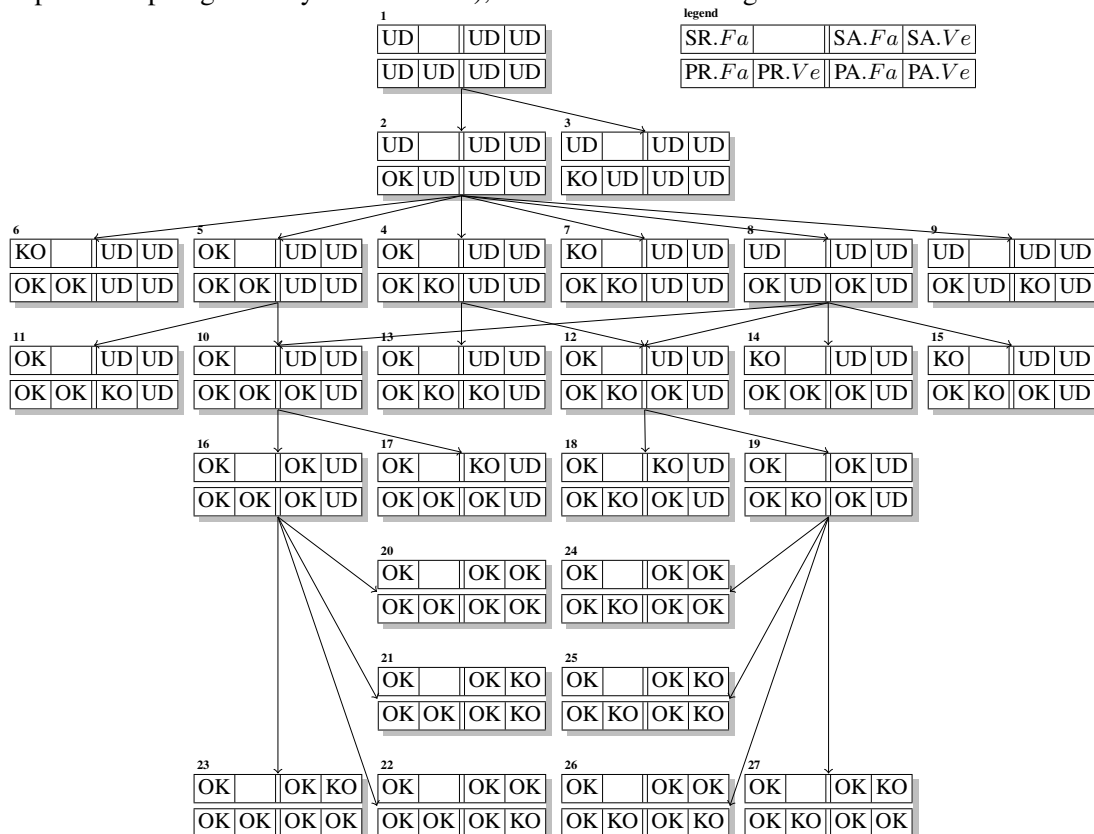 1 legend
UD UD UD SR.Fa SA.Fa SA.Ve
UD UD UD UD PR.Fa PR.Ve PA.Fa PA.Ve
2 3
UD UD UD UD UD UD
OK UD UD UD KO UD UD UD
6 5 4 7 8 9
KO UD UD OK UD UD OK UD UD KO UD UD UD UD UD UD UD UD
OK OK UD UD OK OK UD UD OK KO UD UD OK KO UD UD OK UD OK UD OK UD KO UD
11 10 13 12 14 15
OK UD UD OK UD UD OK UD UD OK UD UD KO UD UD KO UD UD
OK OK KO UD OK OK OK UD OK KO KO UD OK KO OK UD OK OK OK UD OK KO OK UD
16 17 18 19
OK OK UD OK KO UD OK KO UD OK OK UD
OK OK OK UD OK OK OK UD OK KO OK UD OK KO OK UD
20 24
OK OK OK OK OK OK
OK OK OK OK OK KO OK OK
21 25
OK OK KO OK OK KO
OK OK OK KO OK KO OK KO
23 22 26 27
OK OK KO OK OK OK OK OK OK OK OK KO
OK OK OK OK OK OK OK KO OK KO OK KO OK KO OK OK